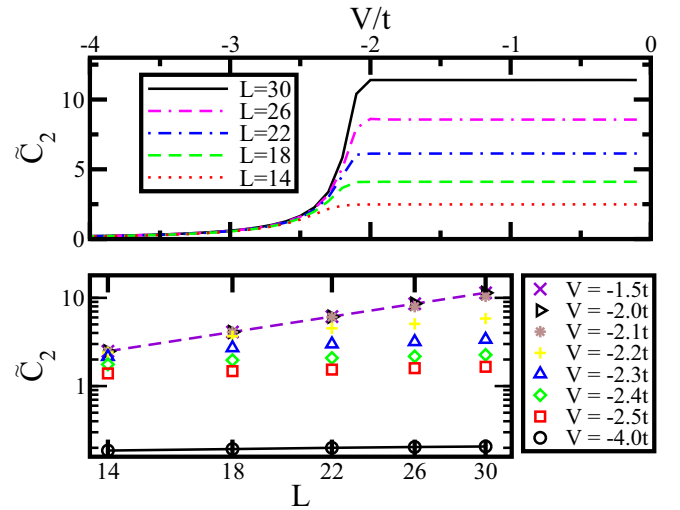 V/t
-4 -3 -2 -1 0
10
5
0
C̃₂
L=30
L=26
L=22
L=18
L=14
10
1
C̃₂
14 18 22 26 30
L
V = -1.5t
V = -2.0t
V = -2.1t
V = -2.2t
V = -2.3t
V = -2.4t
V = -2.5t
V = -4.0t